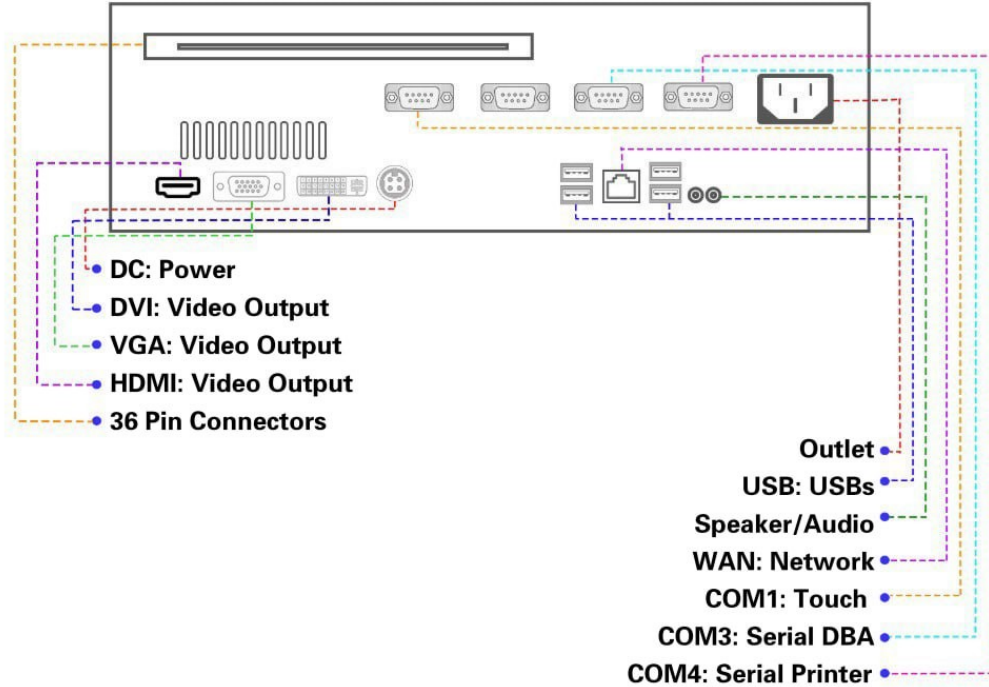 DC: Power
DVI: Video Output
VGA: Video Output
HDMI: Video Output
36 Pin Connectors
Outlet
USB: USBs
Speaker/Audio
WAN: Network
COM1: Touch
COM3: Serial DBA
COM4: Serial Printer